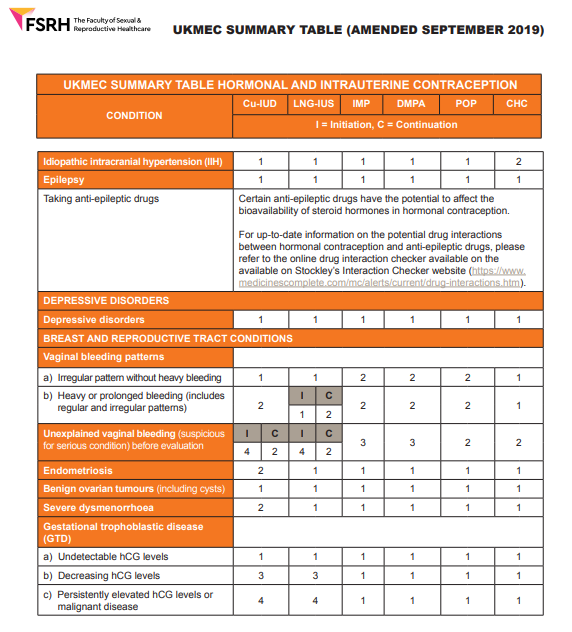 FSRH The Faculty of Sexual &
Reproductive Healthcare
UKMEC SUMMARY TABLE (AMENDED SEPTEMBER 2019)
UKMEC SUMMARY TABLE HORMONAL AND INTRAUTERINE CONTRACEPTION
CONDITION
Cu-IUD LNG-IUS IMP DMPA POP CHC
I = Initiation, C = Continuation
Idiopathic intracranial hypertension (IIH) 1 1 1 1 1 2
Epilepsy 1 1 1 1 1 1
Taking anti-epileptic drugs
Certain anti-epileptic drugs have the potential to affect the
bioavailability of steroid hormones in hormonal contraception.
For up-to-date information on the potential drug interactions
between hormonal contraception and anti-epileptic drugs, please
refer to the online drug interaction checker available on the
available on Stockley's Interaction Checker website (https://www.
medicinescomplete.com/mc/alerts/current/drug-interactions.htm).
DEPRESSIVE DISORDERS
Depressive disorders 1 1 1 1 1 1
BREAST AND REPRODUCTIVE TRACT CONDITIONS
Vaginal bleeding patterns
a) Irregular pattern without heavy bleeding 1 1 2 2 2 1
b) Heavy or prolonged bleeding (includes
regular and irregular patterns)
2
I C
1 2
2 2 2 1
Unexplained vaginal bleeding (suspicious
for serious condition) before evaluation
I C I C
4 2 4 2
3 3 2 2
Endometriosis 2 1 1 1 1 1
Benign ovarian tumours (including cysts) 1 1 1 1 1 1
Severe dysmenorrhoea 2 1 1 1 1 1
Gestational trophoblastic disease
(GTD)
a) Undetectable hCG levels 1 1 1 1 1 1
b) Decreasing hCG levels 3 3 1 1 1 1
c) Persistently elevated hCG levels or
malignant disease
4 4 1 1 1 1